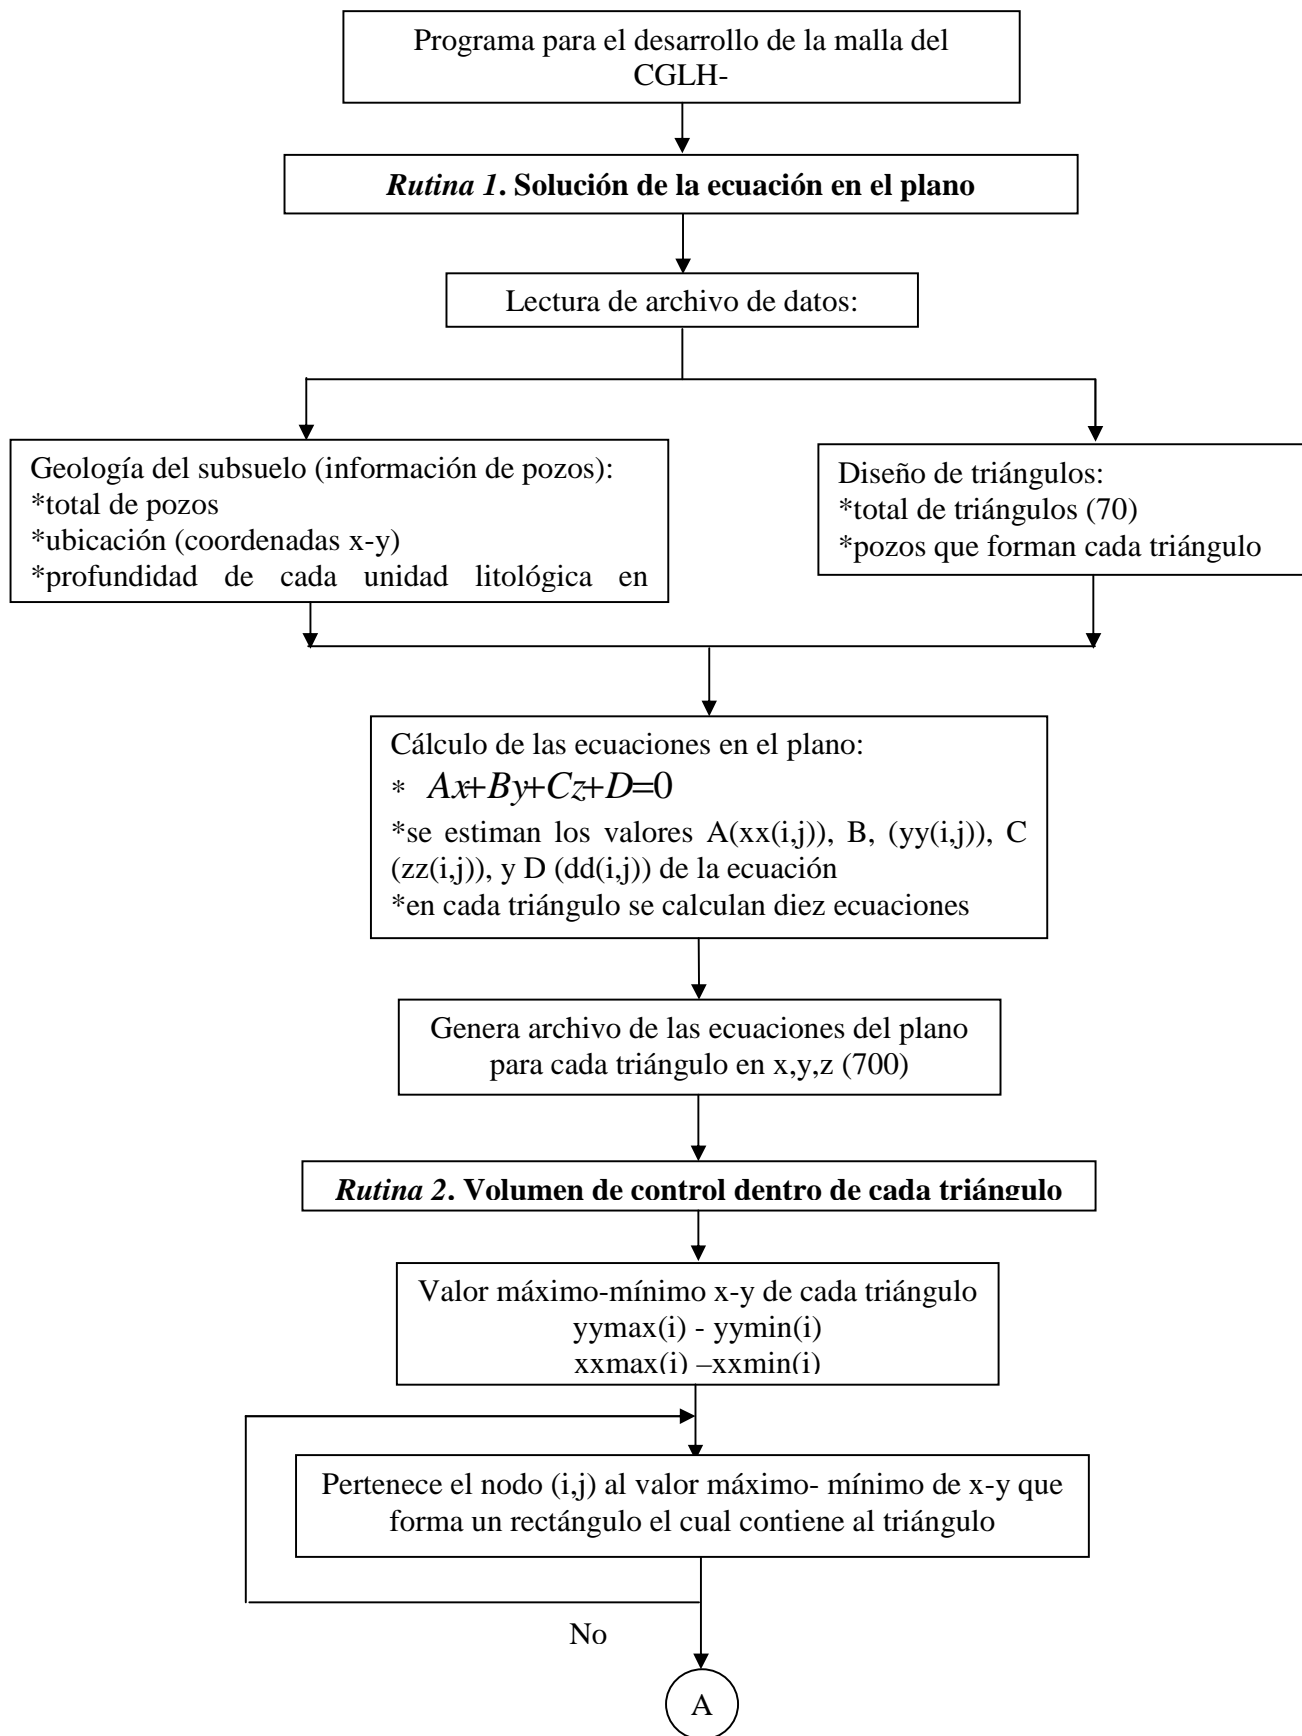 Programa para el desarrollo de la malla del
CGLH-
Rutina 1. Solución de la ecuación en el plano
Lectura de archivo de datos:
Geología del subsuelo (información de pozos):
*total de pozos
*ubicación (coordenadas x-y)
*profundidad de cada unidad litológica en
Diseño de triángulos:
*total de triángulos (70)
*pozos que forman cada triángulo
Cálculo de las ecuaciones en el plano:
* Ax+By+Cz+D=0
*se estiman los valores A(xx(i,j)), B, (yy(i,j)), C
(zz(i,j)), y D (dd(i,j)) de la ecuación
*en cada triángulo se calculan diez ecuaciones
Genera archivo de las ecuaciones del plano
para cada triángulo en x,y,z (700)
Rutina 2. Volumen de control dentro de cada triángulo
Valor máximo-mínimo x-y de cada triángulo
yymax(i) - yymin(i)
xxmax(i) –xxmin(i)
Pertenece el nodo (i,j) al valor máximo- mínimo de x-y que
forma un rectángulo el cual contiene al triángulo
No
A